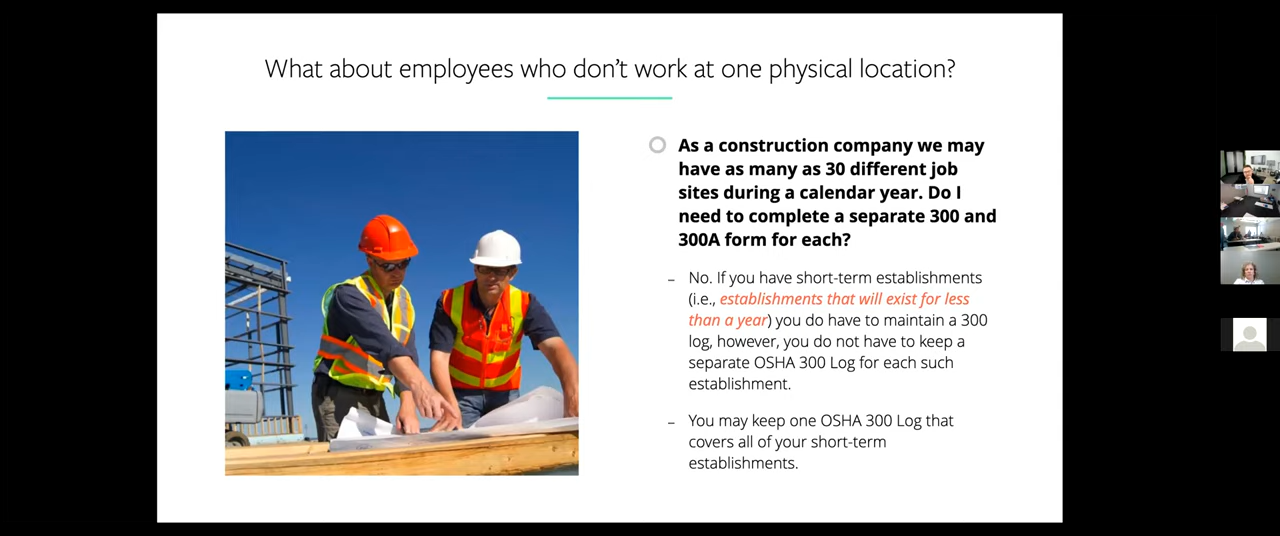 What about employees who don’t work at one physical location?
As a construction company we may
have as many as 30 different job
sites during a calendar year. Do I
need to complete a separate 300 and
300A form for each?
– No. If you have short-term establishments
(i.e., establishments that will exist for less
than a year) you do have to maintain a 300
log, however, you do not have to keep a
separate OSHA 300 Log for each such
establishment.
– You may keep one OSHA 300 Log that
covers all of your short-term
establishments.